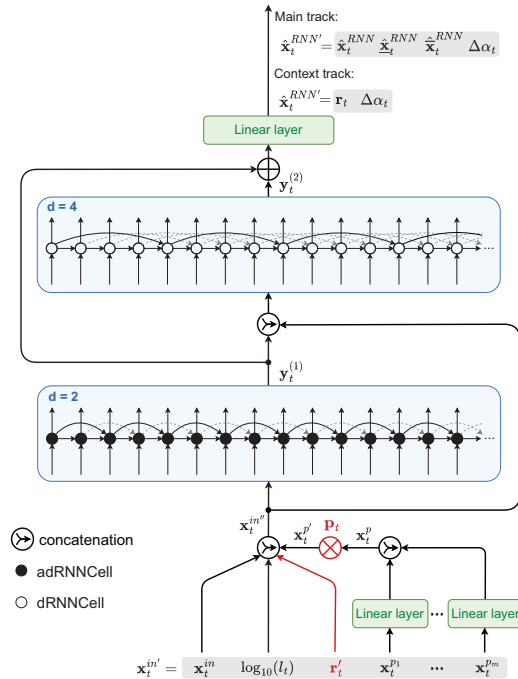 Main track:
x̂_t^{RNN'} = x̂_t^{RNN} x̲̂_t^{RNN} x̅̂_t^{RNN} Δα_t
Context track:
x̂_t^{RNN'} = r_t Δα_t
Linear layer
y_t^{(2)}
d = 4
...
y_t^{(1)}
d = 2
...
x_t^{in''} x_t^{p'} p_t x_t^p
concatenation
adRNNCell
dRNNCell
Linear layer ... Linear layer
x_t^{in'} = x_t^{in} log_{10}(l_t) r'_t x_t^{p_1} ... x_t^{p_m}